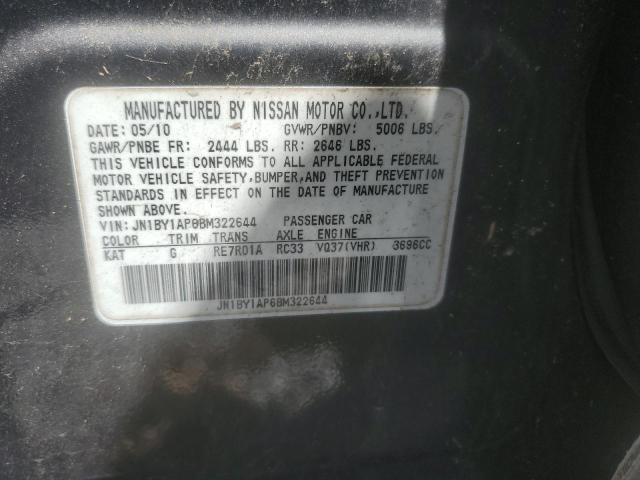 MANUFACTURED BY NISSAN MOTOR CO.,LTD.
DATE: 05/10 GVWR/PNBV: 5006 LBS.
GAWR/PNBE FR: 2444 LBS. RR: 2646 LBS.
THIS VEHICLE CONFORMS TO ALL APPLICABLE FEDERAL
MOTOR VEHICLE SAFETY, BUMPER, AND THEFT PREVENTION
STANDARDS IN EFFECT ON THE DATE OF MANUFACTURE
SHOWN ABOVE.
VIN: JN1BY1AP6BM322644 PASSENGER CAR
COLOR TRIM TRANS AXLE ENGINE
KAT G RE7R01A RC33 VQ37(VHR) 3696CC
JN1BY1AP6BM322644